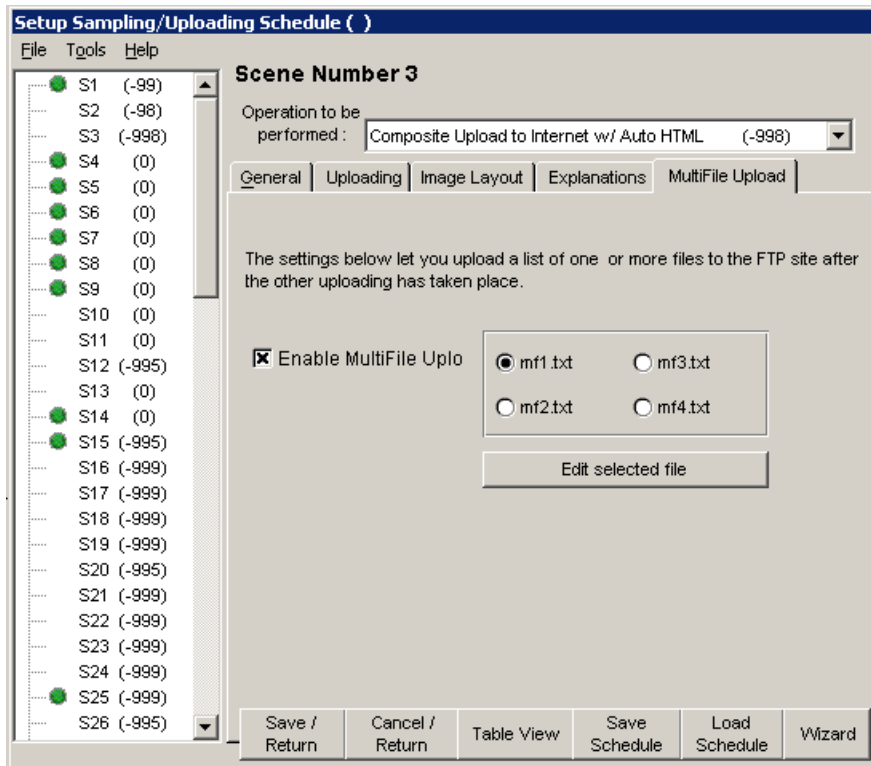 Setup Sampling/Uploading Schedule ( )
File Tools Help
S1 (-99)
S2 (-98)
S3 (-998)
S4 (0)
S5 (0)
S6 (0)
S7 (0)
S8 (0)
S9 (0)
S10 (0)
S11 (0)
S12 (-995)
S13 (0)
S14 (0)
S15 (-995)
S16 (-999)
S17 (-999)
S18 (-999)
S19 (-999)
S20 (-995)
S21 (-999)
S22 (-999)
S23 (-999)
S24 (-999)
S25 (-999)
S26 (-995)
Scene Number 3
Operation to be
performed :
Composite Upload to Internet w/ Auto HTML (-998)
General Uploading Image Layout Explanations MultiFile Upload
The settings below let you upload a list of one or more files to the FTP site after
the other uploading has taken place.
Enable MultiFile Uplo
mf1.txt mf3.txt
mf2.txt mf4.txt
Edit selected file
Save /
Return
Cancel /
Return
Table View
Save
Schedule
Load
Schedule
Wizard